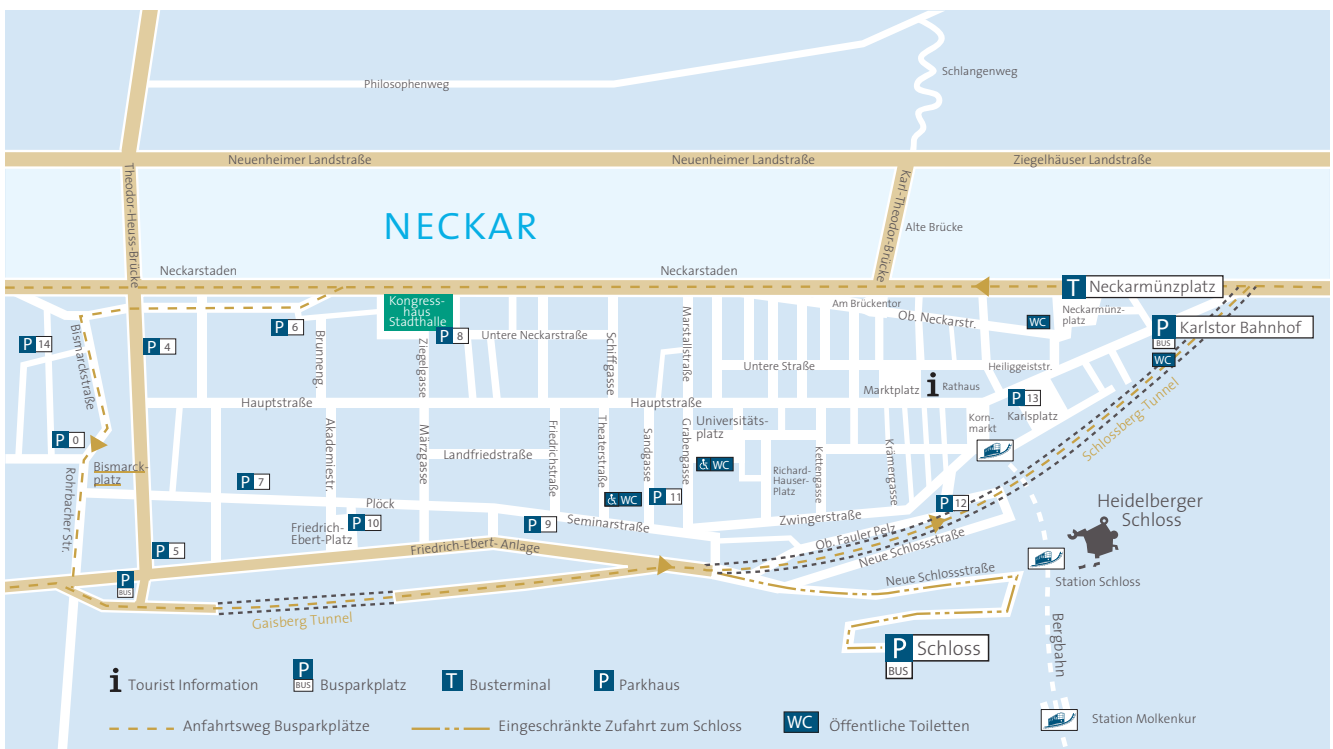 Philosophenweg
Schlangenweg
Neuenheimer Landstraße
Neuenheimer Landstraße
Ziegelhäuser Landstraße
Theodor-Heuss-Brücke
Karl-Theodor-Brücke
NECKAR
Alte Brücke
Neckarstaden
Neckarstaden
T Neckarmünzplatz
Kongress-
haus
Stadthalle
Am Brückentor
Ob. Neckarstr.
WC
Neckarmünz-
platz
P Karlstor Bahnhof
BUS
WC
P 14
Bismarckstraße
P 4
P 6
Brunneng.
Ziegelgasse
P 8
Untere Neckarstraße
Schiffgasse
Marstallstraße
Untere Straße
Heiliggeiststr.
Marktplatz
i Rathaus
P 13
Karlsplatz
Schlossberg-Tunnel
Hauptstraße
Hauptstraße
Universitäts-
platz
Korn-
markt
P 0
Bismarck-
platz
Rohrbacher Str.
Akademiestr.
Märzgasse
Landfriedstraße
Friedrichstraße
Theaterstraße
Sandgasse
Grabengasse
WC
Richard-
Hauser-
Platz
Kettengasse
Krämergasse
P 7
Plöck
WC
P 11
P 12
P 10
Friedrich-
Ebert-Platz
P 9
Seminarstraße
Zwingerstraße
Heidelberger
Schloss
P 5
Friedrich-Ebert-Anlage
Ob. Fauler Pelz
Neue Schlossstraße
Neue Schlossstraße
Station Schloss
P
BUS
Gaisberg Tunnel
Bergbahn
P Schloss
BUS
i Tourist Information
P
BUS Busparkplatz
T Busterminal
P Parkhaus
Anfahrtsweg Busparkplätze
Eingeschränkte Zufahrt zum Schloss
WC Öffentliche Toiletten
Station Molkenkur